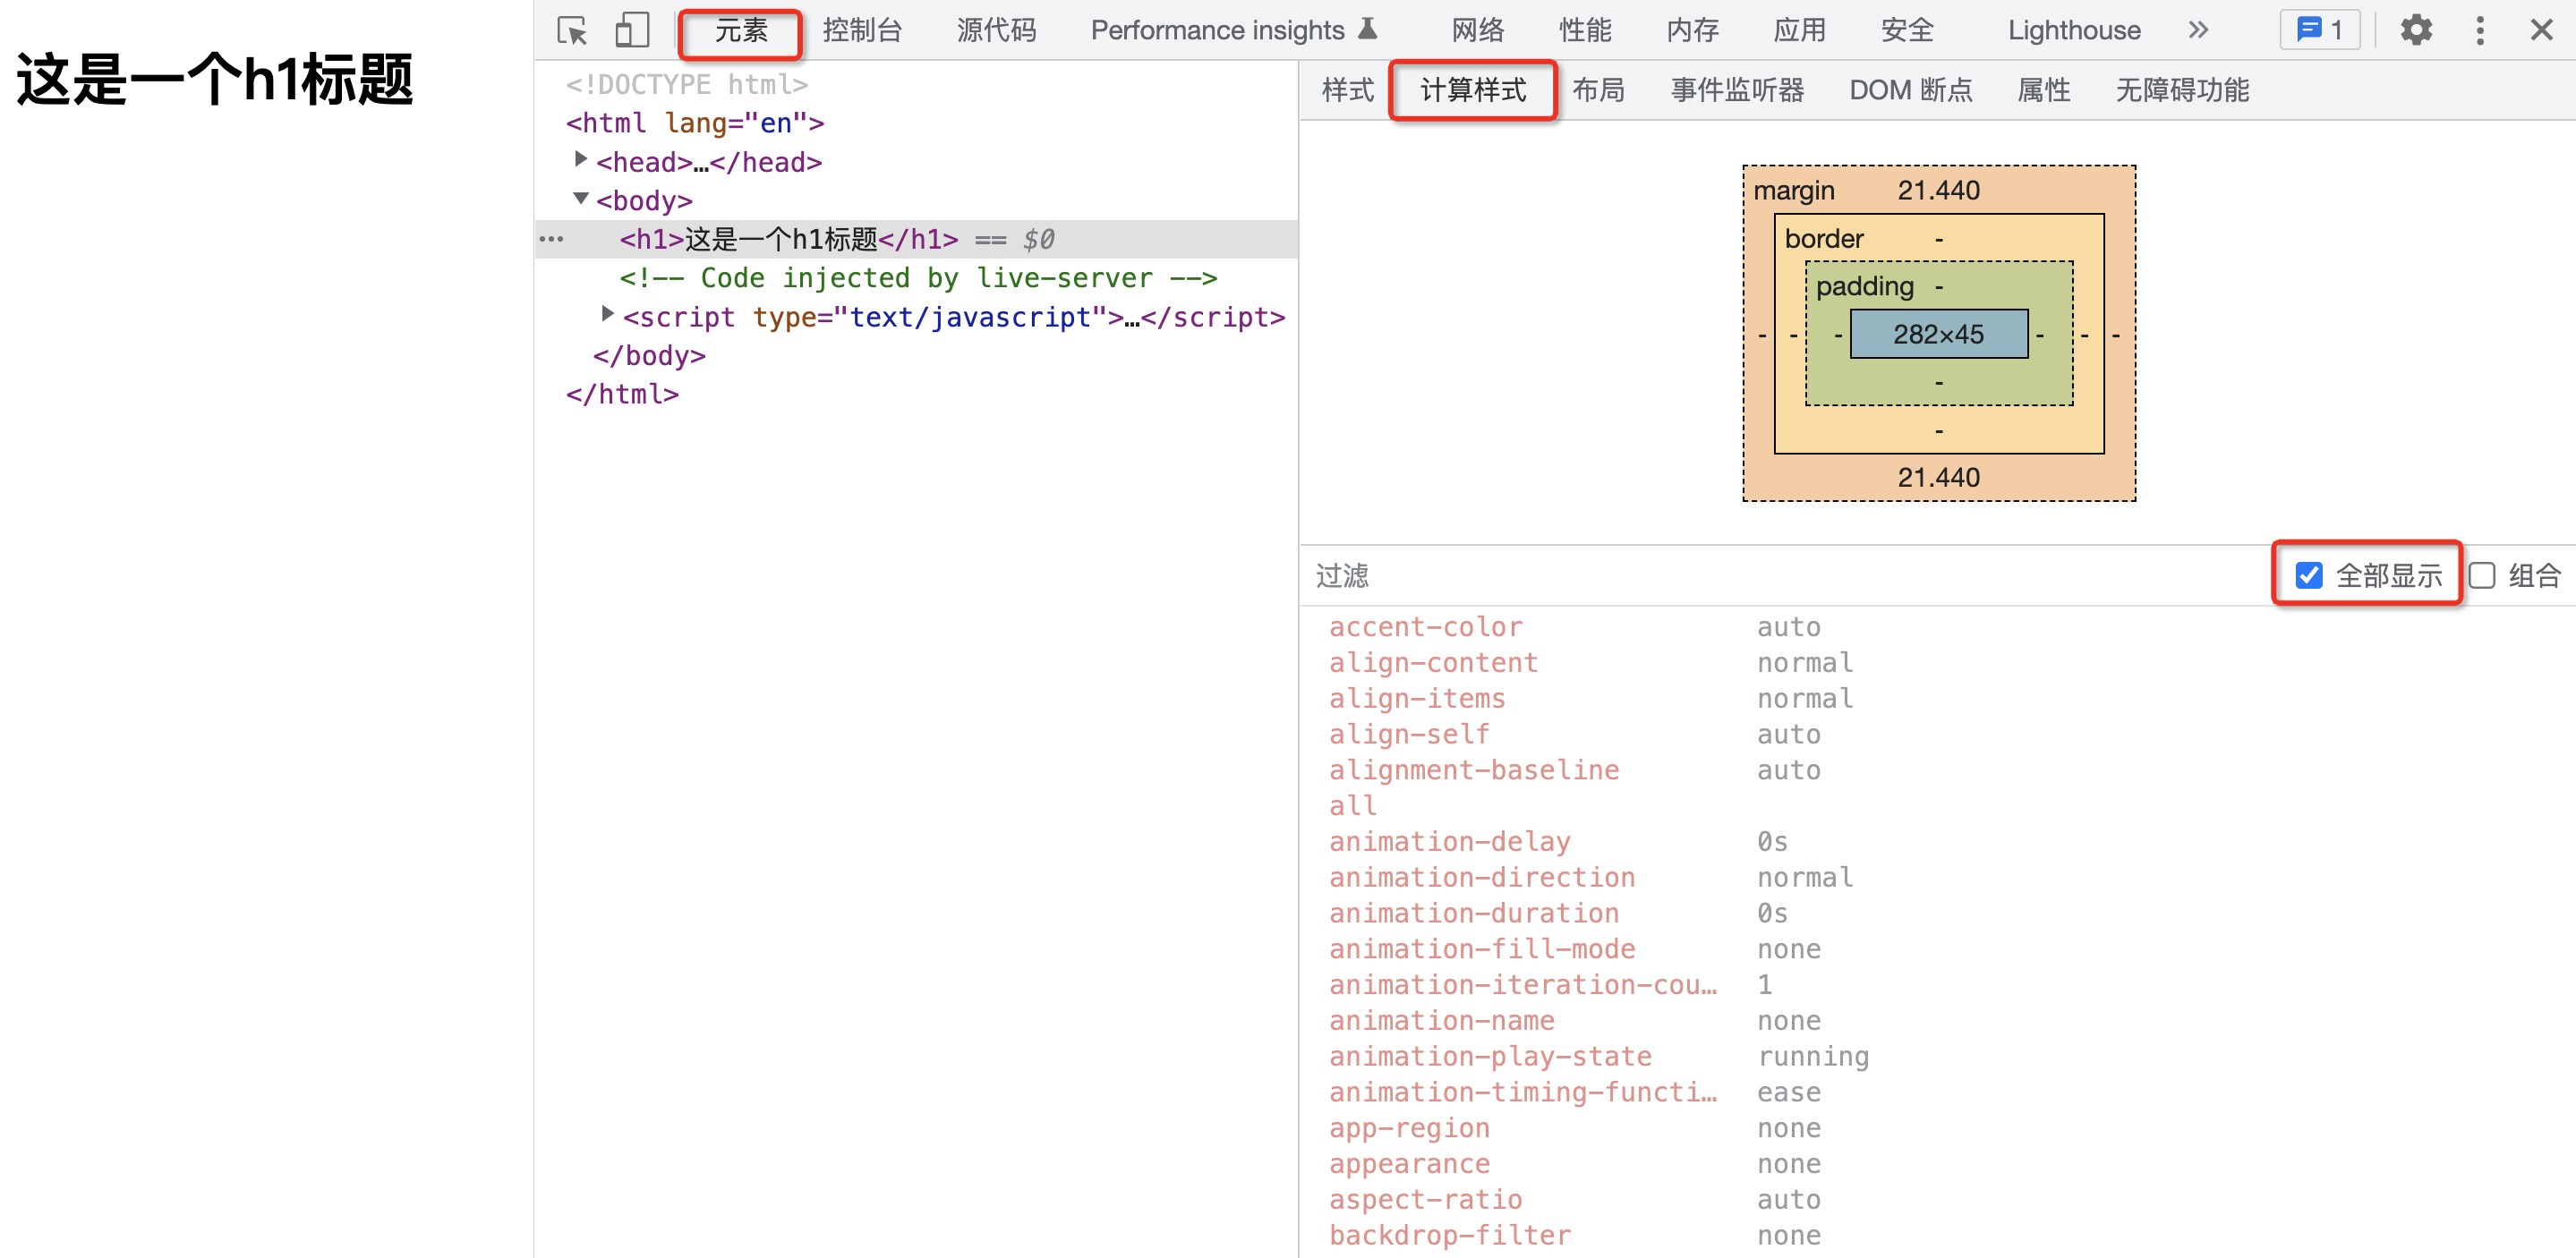 这是一个h1标题
元素 控制台 源代码 Performance insights 网络 性能 内存 应用 安全 Lighthouse 1
<!DOCTYPE html>
<html lang="en">
<head>…</head>
<body>
<h1>这是一个h1标题</h1> == $0
<!-- Code injected by live-server -->
<script type="text/javascript">…</script>
</body>
</html>
样式 计算样式 布局 事件监听器 DOM 断点 属性 无障碍功能
margin 21.440
border -
padding -
- - - 282×45 - - -
-
-
21.440
过滤 全部显示 组合
accent-color auto
align-content normal
align-items normal
align-self auto
alignment-baseline auto
all
animation-delay 0s
animation-direction normal
animation-duration 0s
animation-fill-mode none
animation-iteration-cou… 1
animation-name none
animation-play-state running
animation-timing-functi… ease
app-region none
appearance none
aspect-ratio auto
backdrop-filter none